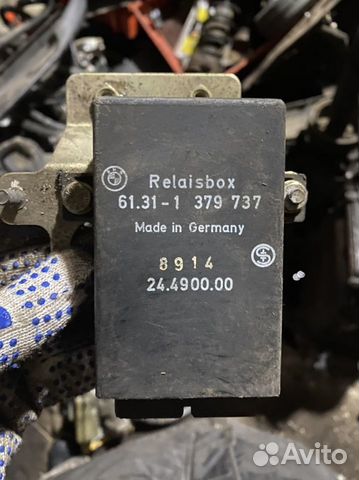 Relaisbox
61.31-1 379 737
Made in Germany
8914
24.4900.00
Avito